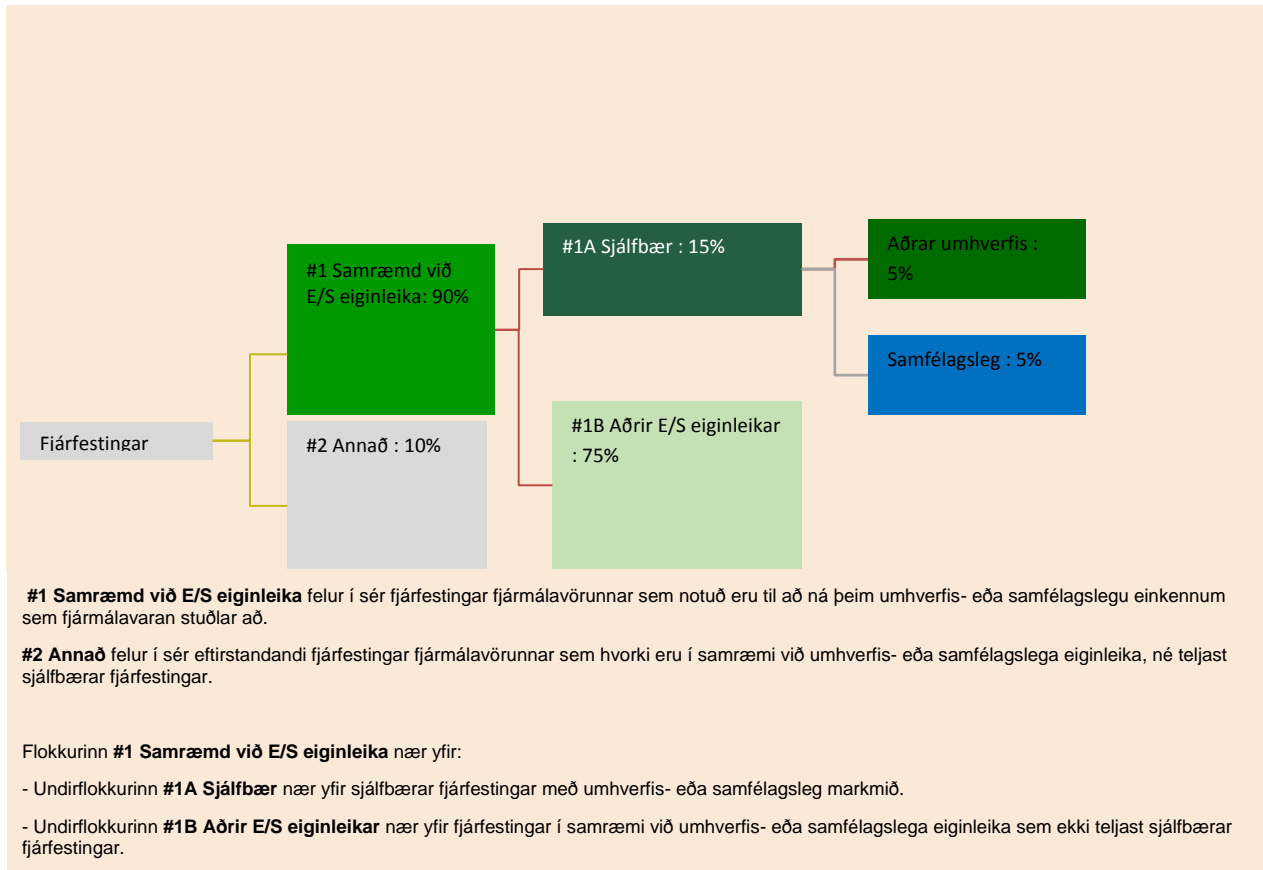 #1A Sjálfbær : 15%
Aðrar umhverfis :
5%
#1 Samræmd við
E/S eiginleika: 90%
Samfélagsleg : 5%
Fjárfestingar
#2 Annað : 10%
#1B Aðrir E/S eiginleikar
: 75%
#1 Samræmd við E/S eiginleika felur í sér fjárfestingar fjármálavörunnar sem notuð eru til að ná þeim umhverfis- eða samfélagslegu einkennum
sem fjármálavaran stuðlar að.
#2 Annað felur í sér eftirstandandi fjárfestingar fjármálavörunnar sem hvorki eru í samræmi við umhverfis- eða samfélagslega eiginleika, né teljast
sjálfbærar fjárfestingar.
Flokkurinn #1 Samræmd við E/S eiginleika nær yfir:
- Undirflokkurinn #1A Sjálfbær nær yfir sjálfbærar fjárfestingar með umhverfis- eða samfélagsleg markmið.
- Undirflokkurinn #1B Aðrir E/S eiginleikar nær yfir fjárfestingar í samræmi við umhverfis- eða samfélagslega eiginleika sem ekki teljast sjálfbærar
fjárfestingar.